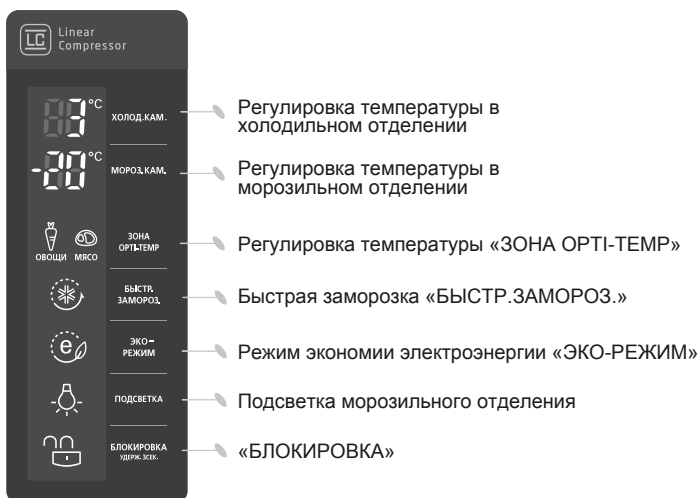 LC Linear
Compressor
3°C ХОЛОД.КАМ. Регулировка температуры в
холодильном отделении
-20°C МОРОЗ.КАМ. Регулировка температуры в
морозильном отделении
ОВОЩИ МЯСО
ЗОНА
OPTI-TEMP
Регулировка температуры «ЗОНА OPTI-TEMP»
БЫСТР.
ЗАМОРОЗ.
Быстрая заморозка «БЫСТР.ЗАМОРОЗ.»
e
ЭКО-
РЕЖИМ
Режим экономии электроэнергии «ЭКО-РЕЖИМ»
ПОДСВЕТКА Подсветка морозильного отделения
БЛОКИРОВКА
УДЕРЖ. 3СЕК.
«БЛОКИРОВКА»